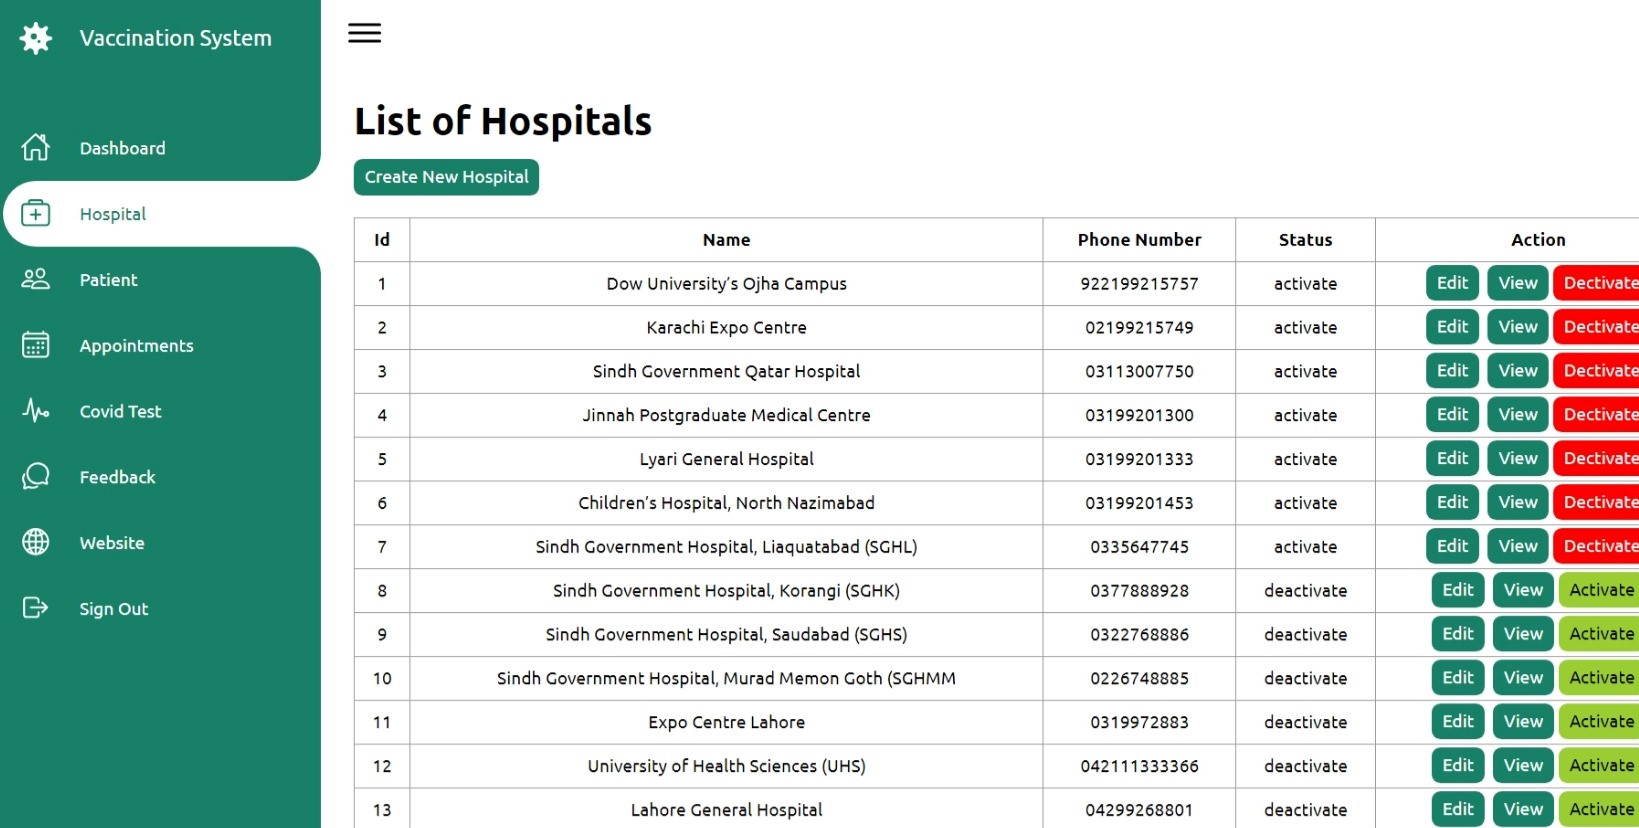 Vaccination System
Dashboard
Hospital
Patient
Appointments
Covid Test
Feedback
Website
Sign Out
List of Hospitals
Create New Hospital
Id Name Phone Number Status Action
1 Dow University’s Ojha Campus 922199215757 activate Edit View Dectivate
2 Karachi Expo Centre 02199215749 activate Edit View Dectivate
3 Sindh Government Qatar Hospital 03113007750 activate Edit View Dectivate
4 Jinnah Postgraduate Medical Centre 03199201300 activate Edit View Dectivate
5 Lyari General Hospital 03199201333 activate Edit View Dectivate
6 Children’s Hospital, North Nazimabad 03199201453 activate Edit View Dectivate
7 Sindh Government Hospital, Liaquatabad (SGHL) 0335647745 activate Edit View Dectivate
8 Sindh Government Hospital, Korangi (SGHK) 0377888928 deactivate Edit View Activate
9 Sindh Government Hospital, Saudabad (SGHS) 0322768886 deactivate Edit View Activate
10 Sindh Government Hospital, Murad Memon Goth (SGHMM 0226748885 deactivate Edit View Activate
11 Expo Centre Lahore 0319972883 deactivate Edit View Activate
12 University of Health Sciences (UHS) 042111333366 deactivate Edit View Activate
13 Lahore General Hospital 04299268801 deactivate Edit View Activate